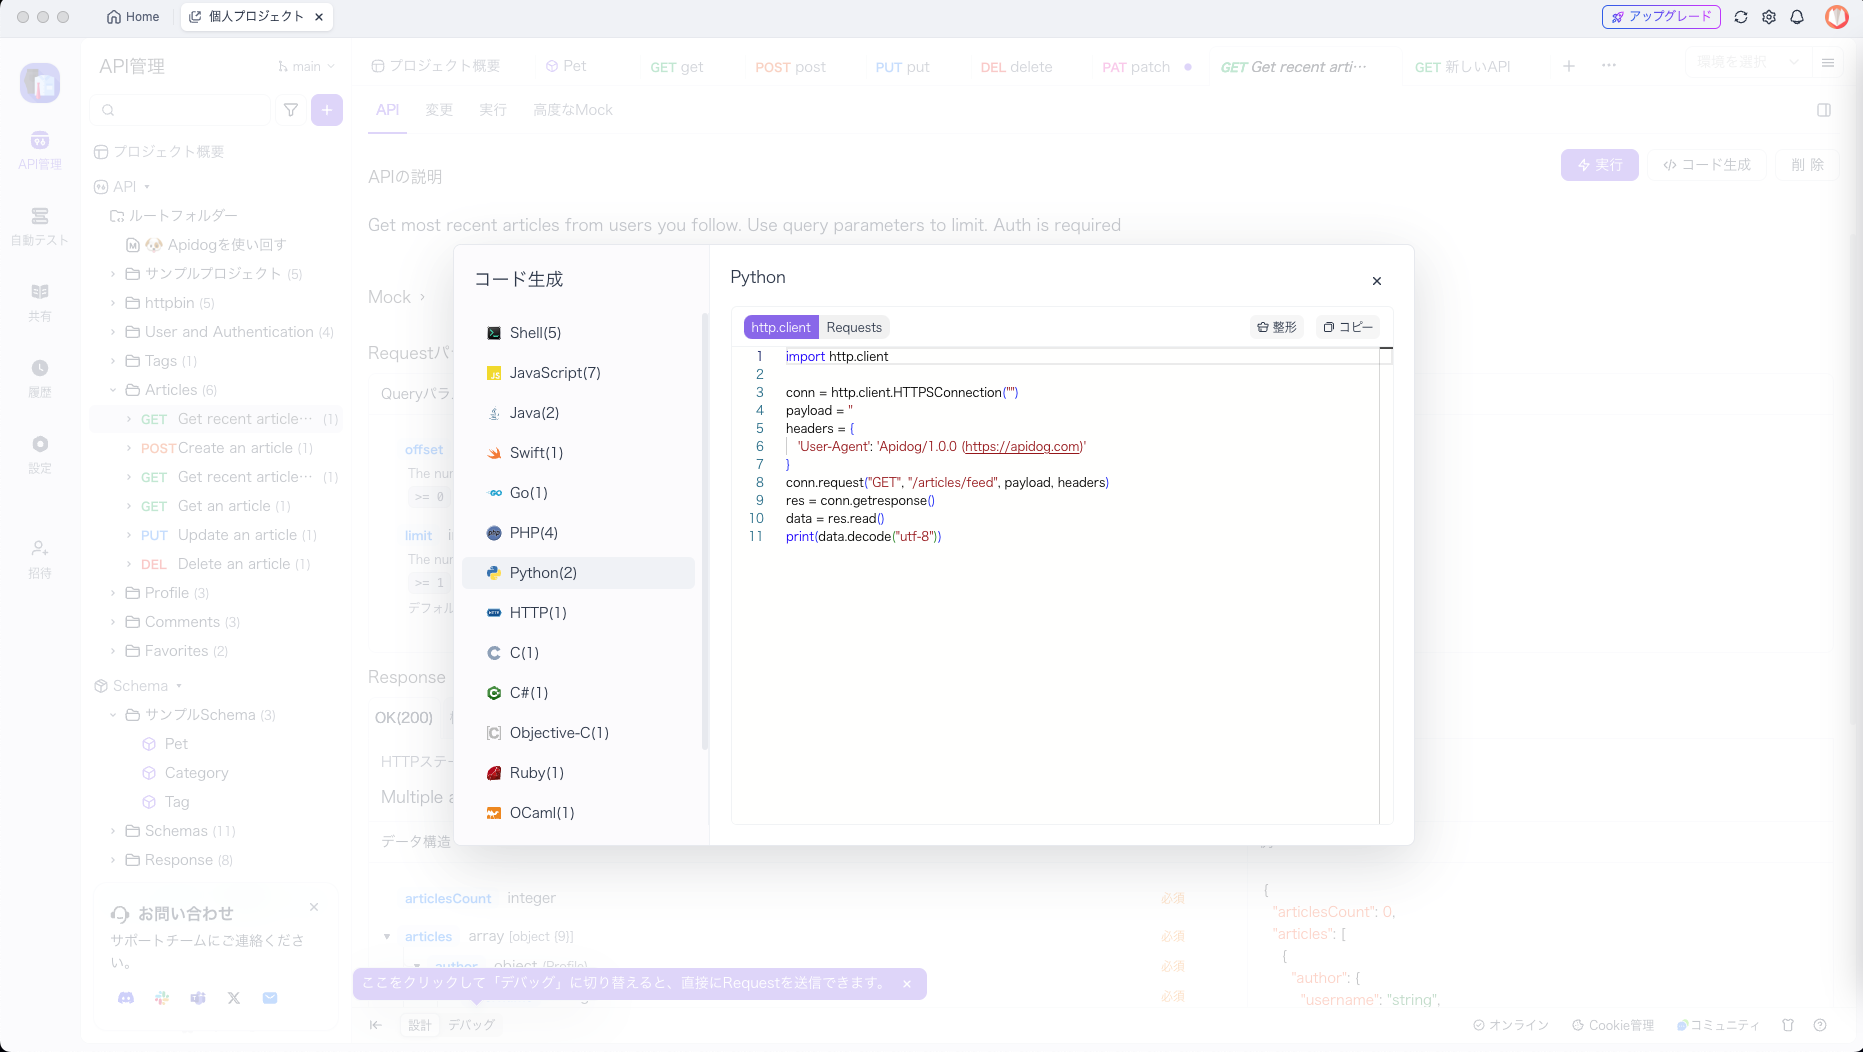 Home
個人プロジェクト
アップグレード
API管理
main
プロジェクト概要
Pet
GET get
POST post
PUT put
DEL delete
PAT patch
GET Get recent arti···
GET 新しいAPI
環境を選択
API
変更
実行
高度なMock
API管理
自動テスト
共有
履歴
設定
招待
プロジェクト概要
API
ルートフォルダー
Apidogを使い回す
サンプルプロジェクト (5)
httpbin (5)
User and Authentication (4)
Tags (1)
Articles (6)
GET Get recent article··· (1)
POST Create an article (1)
GET Get recent article··· (1)
GET Get an article (1)
PUT Update an article (1)
DEL Delete an article (1)
Profile (3)
Comments (3)
Favorites (2)
Schema
サンプルSchema (3)
Pet
Category
Tag
Schemas (11)
Response (8)
お問い合わせ
サポートチームにご連絡くださ
い。
実行
コード生成
削 除
APIの説明
Get most recent articles from users you follow. Use query parameters to limit. Auth is required
Mock
Requestパ
Queryパラ
offset
The nur
>= 0
limit
The nur
>= 1
デフォル
Response
OK(200)
HTTPステー
Multiple a
データ構造
コード生成
Shell(5)
JavaScript(7)
Java(2)
Swift(1)
Go(1)
PHP(4)
Python(2)
HTTP(1)
C(1)
C#(1)
Objective-C(1)
Ruby(1)
OCaml(1)
Python
http.client
Requests
整形
コピー
1 import http.client
2
3 conn = http.client.HTTPSConnection("")
4 payload = ''
5 headers = {
6 'User-Agent': 'Apidog/1.0.0 (https://apidog.com)'
7 }
8 conn.request("GET", "/articles/feed", payload, headers)
9 res = conn.getresponse()
10 data = res.read()
11 print(data.decode("utf-8"))
articlesCount integer 必須
articles array [object {9}] 必須
author object (Profile) 必須
必須
{
"articlesCount": 0,
"articles": [
{
"author": {
"username": "string",
ここをクリックして「デバッグ」に切り替えると、直接にRequestを送信できます。
設計
デバッグ
オンライン
Cookie管理
コミュニティ